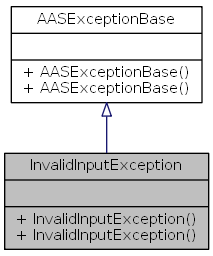 AASExceptionBase
+ AASExceptionBase()
+ AASExceptionBase()
InvalidInputException
+ InvalidInputException()
+ InvalidInputException()